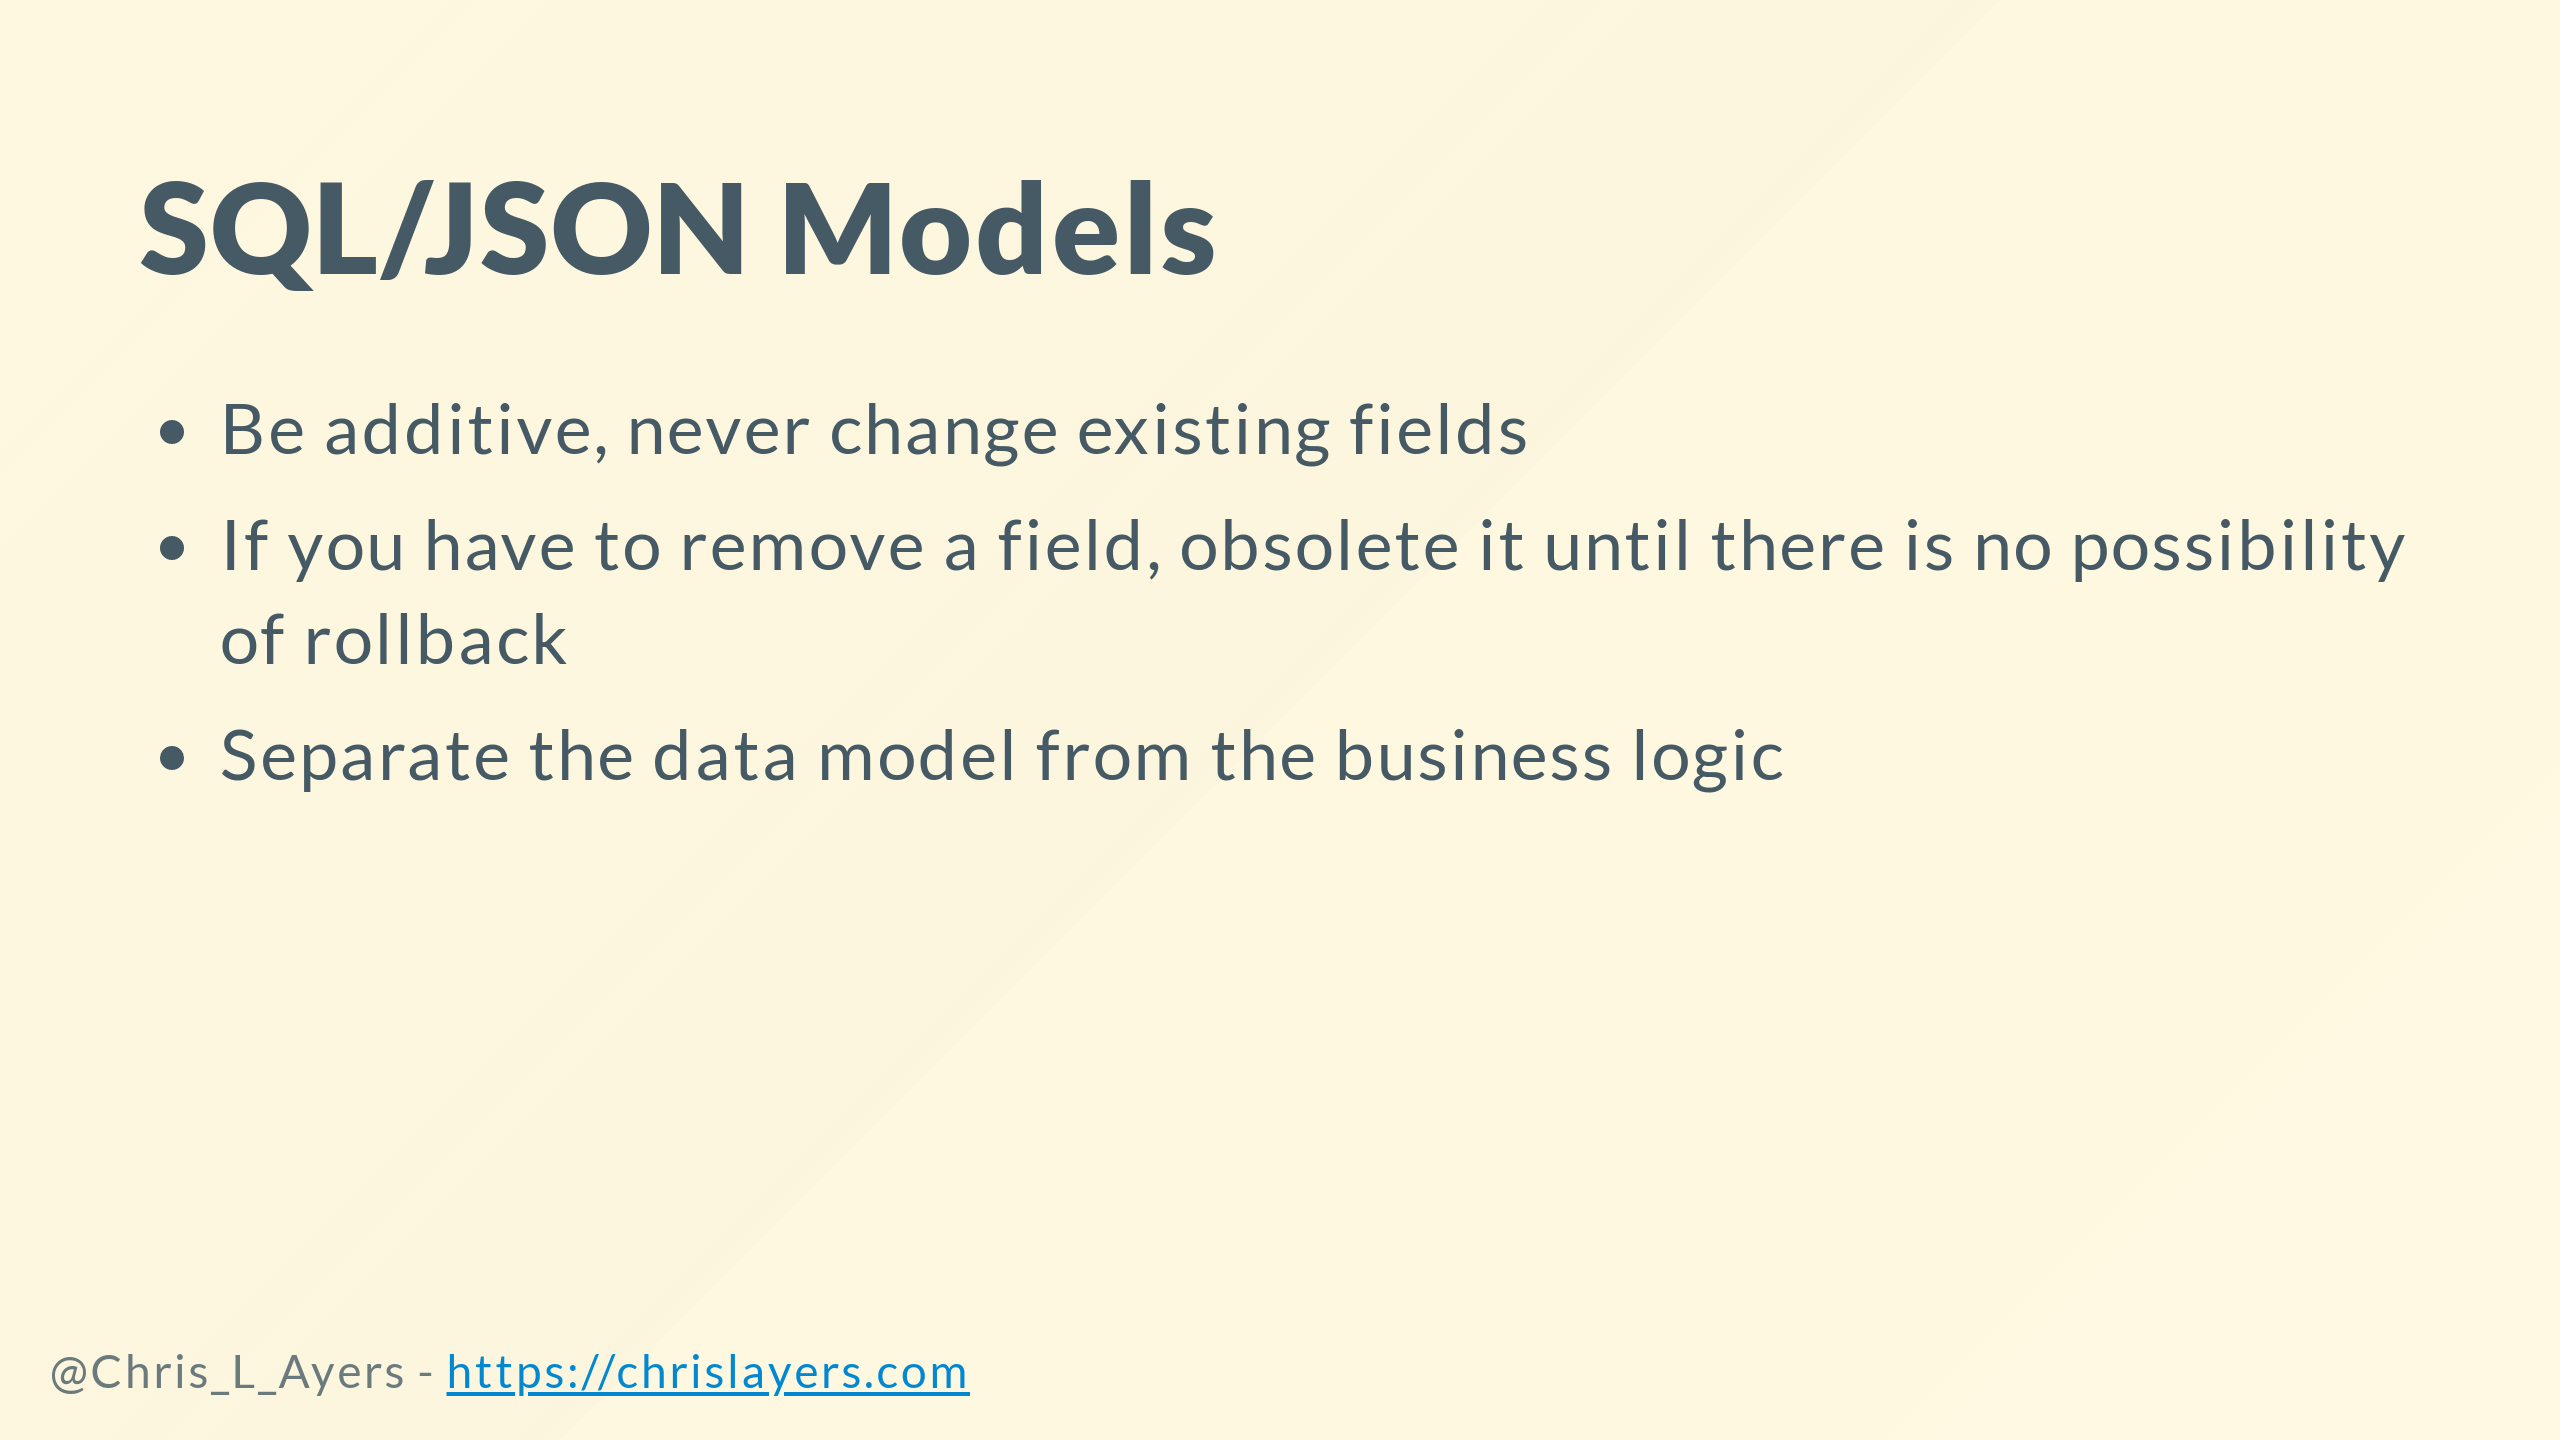 SQL/JSON Models
• Be additive, never change existing fields
• If you have to remove a field, obsolete it until there is no possibility
of rollback
• Separate the data model from the business logic
@Chris_L_Ayers - https://chrislayers.com